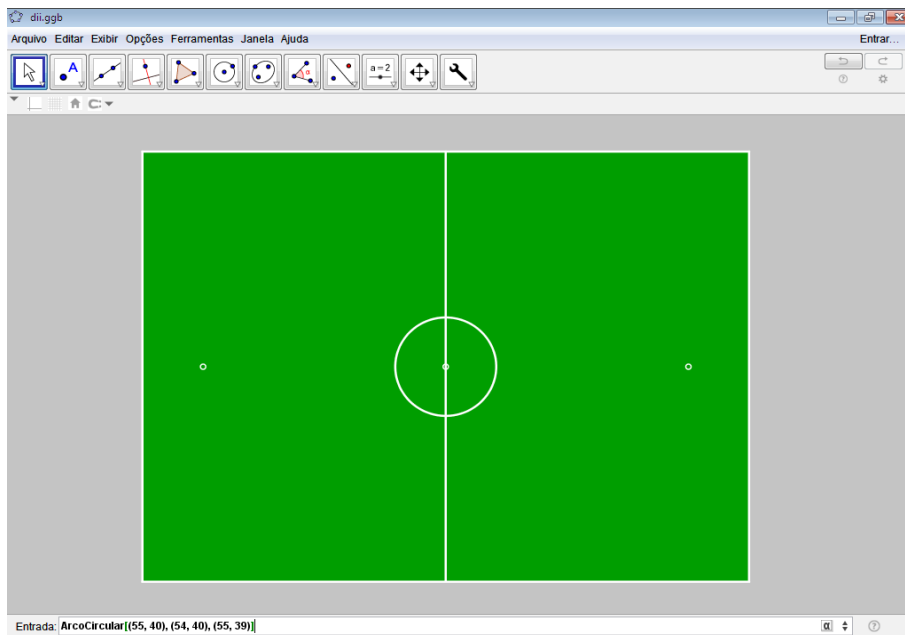 dii.ggb
Arquivo Editar Exibir Opções Ferramentas Janela Ajuda
Entrar...
A
α
a=2
Entrada: ArcoCircular[(55, 40), (54, 40), (55, 39)]
α